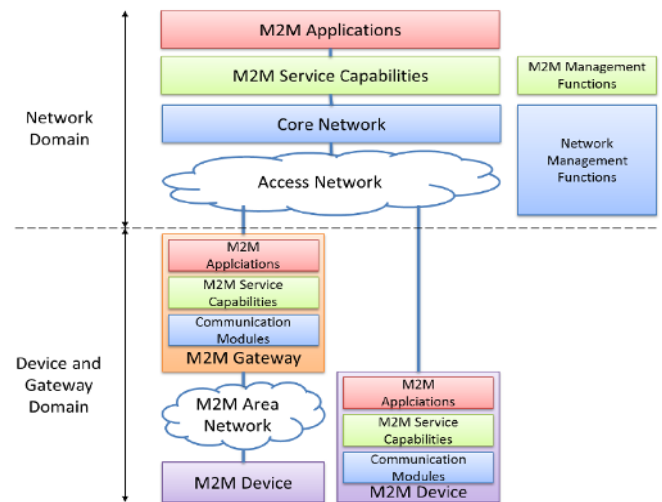 M2M Applications
M2M Service Capabilities
M2M Management
Functions
Core Network
Network
Domain
Network
Management
Functions
Access Network
M2M
Applciations
M2M Service
Capabilities
Communication
Modules
M2M Gateway
Device and
Gateway
Domain
M2M Area
Network
M2M Device
M2M
Applciations
M2M Service
Capabilities
Communication
Modules
M2M Device